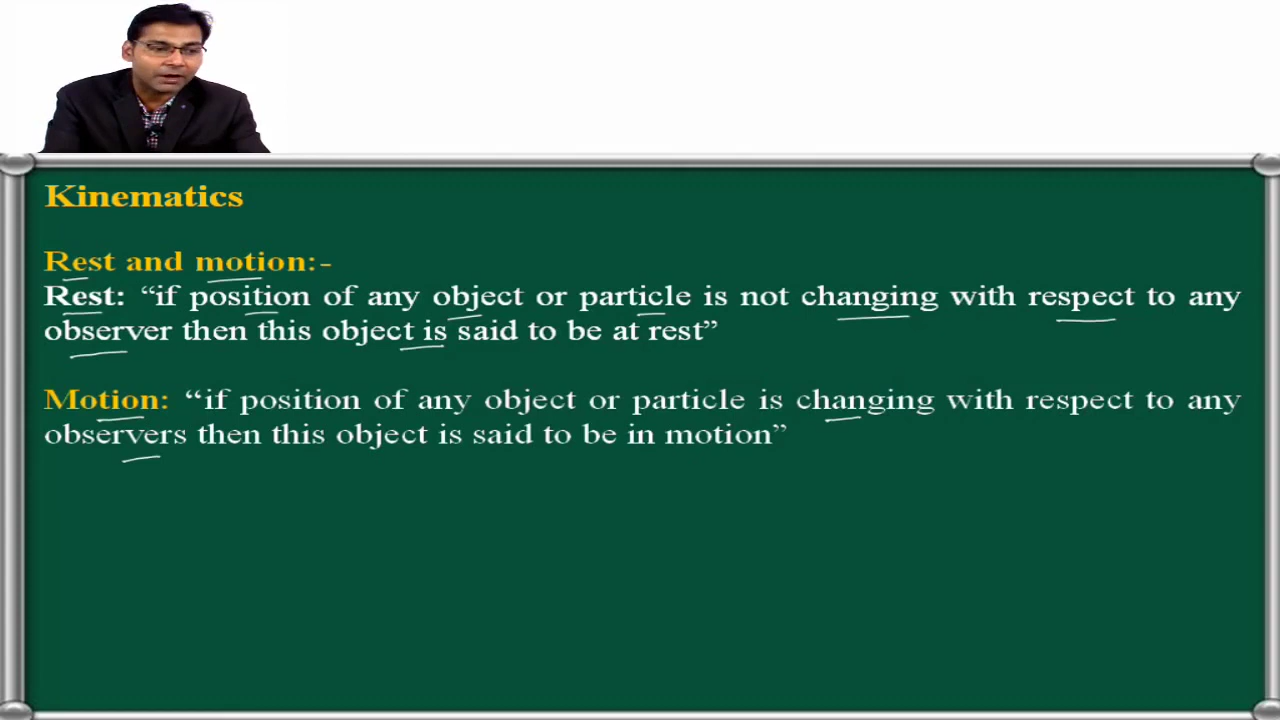 Kinematics
Rest and motion:-
Rest: “if position of any object or particle is not changing with respect to any
observer then this object is said to be at rest”
Motion: “if position of any object or particle is changing with respect to any
observers then this object is said to be in motion”